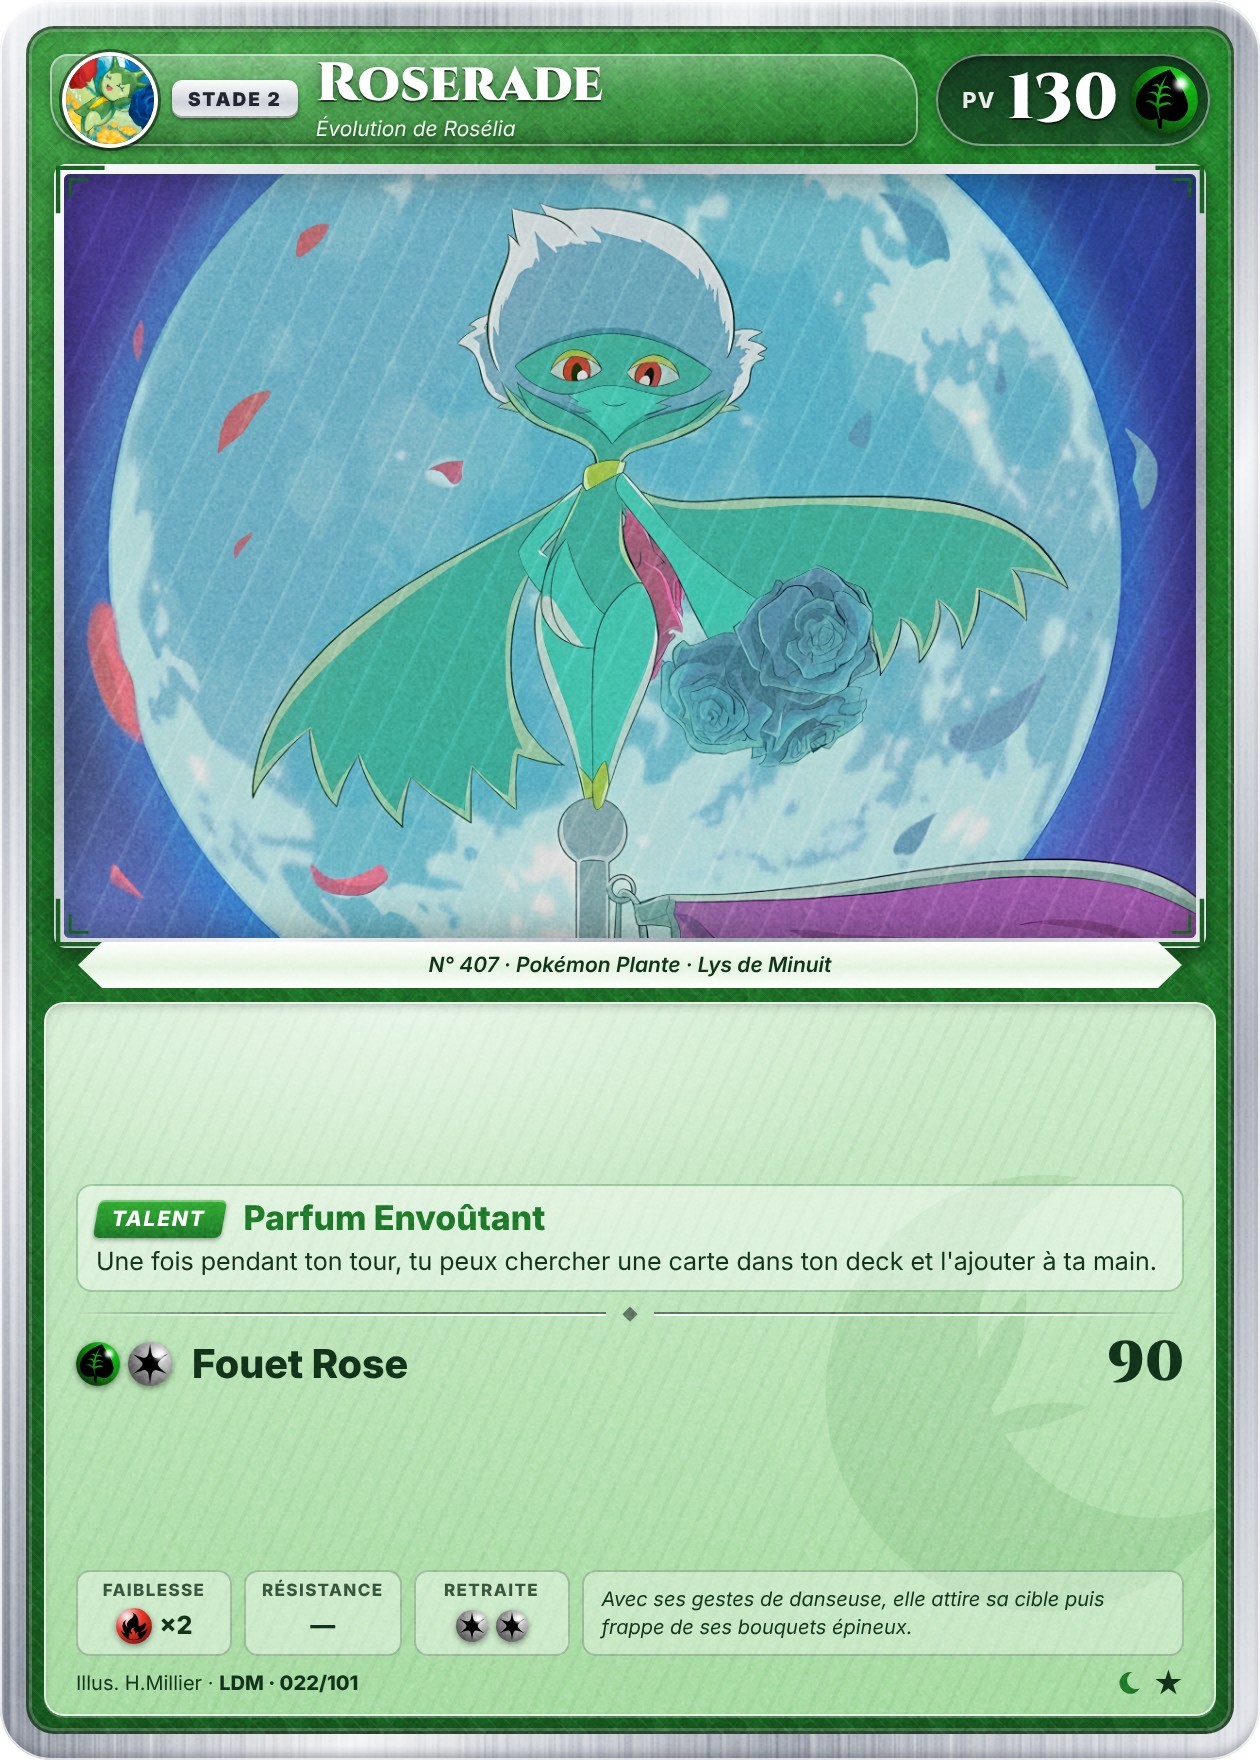 STADE 2
Roserade
Évolution de Rosélia
PV 130
N° 407 · Pokémon Plante · Lys de Minuit
TALENT Parfum Envoûtant
Une fois pendant ton tour, tu peux chercher une carte dans ton deck et l'ajouter à ta main.
Fouet Rose 90
FAIBLESSE
×2
RÉSISTANCE
—
RETRAITE
Avec ses gestes de danseuse, elle attire sa cible puis
frappe de ses bouquets épineux.
Illus. H.Millier · LDM · 022/101